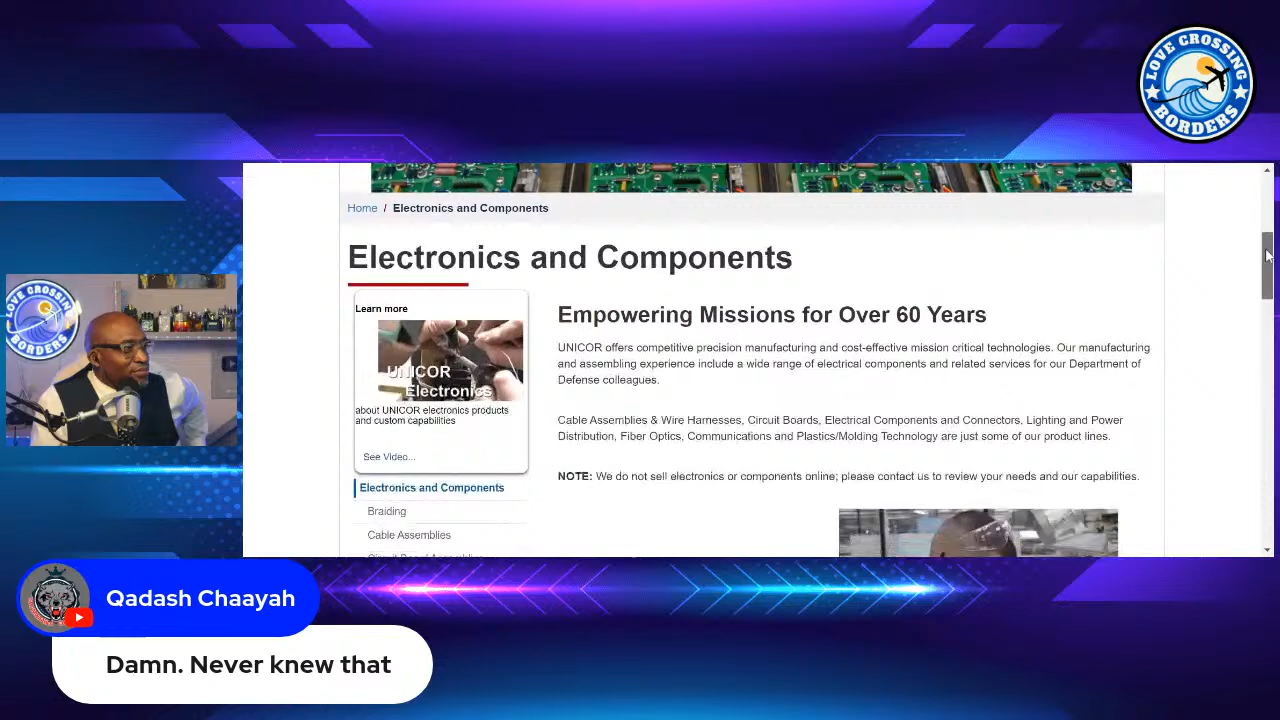 LOVE CROSSING
BORDERS
Home / Electronics and Components
Electronics and Components
Learn more
UNICOR
Electronics
about UNICOR electronics products
and custom capabilities
See Video...
Electronics and Components
Braiding
Cable Assemblies
Empowering Missions for Over 60 Years
UNICOR offers competitive precision manufacturing and cost-effective mission critical technologies. Our manufacturing
and assembling experience include a wide range of electrical components and related services for our Department of
Defense colleagues.
Cable Assemblies & Wire Harnesses, Circuit Boards, Electrical Components and Connectors, Lighting and Power
Distribution, Fiber Optics, Communications and Plastics/Molding Technology are just some of our product lines.
NOTE: We do not sell electronics or components online; please contact us to review your needs and our capabilities.
LOVE CROSSING
BORDERS
Qadash Chaayah
Damn. Never knew that